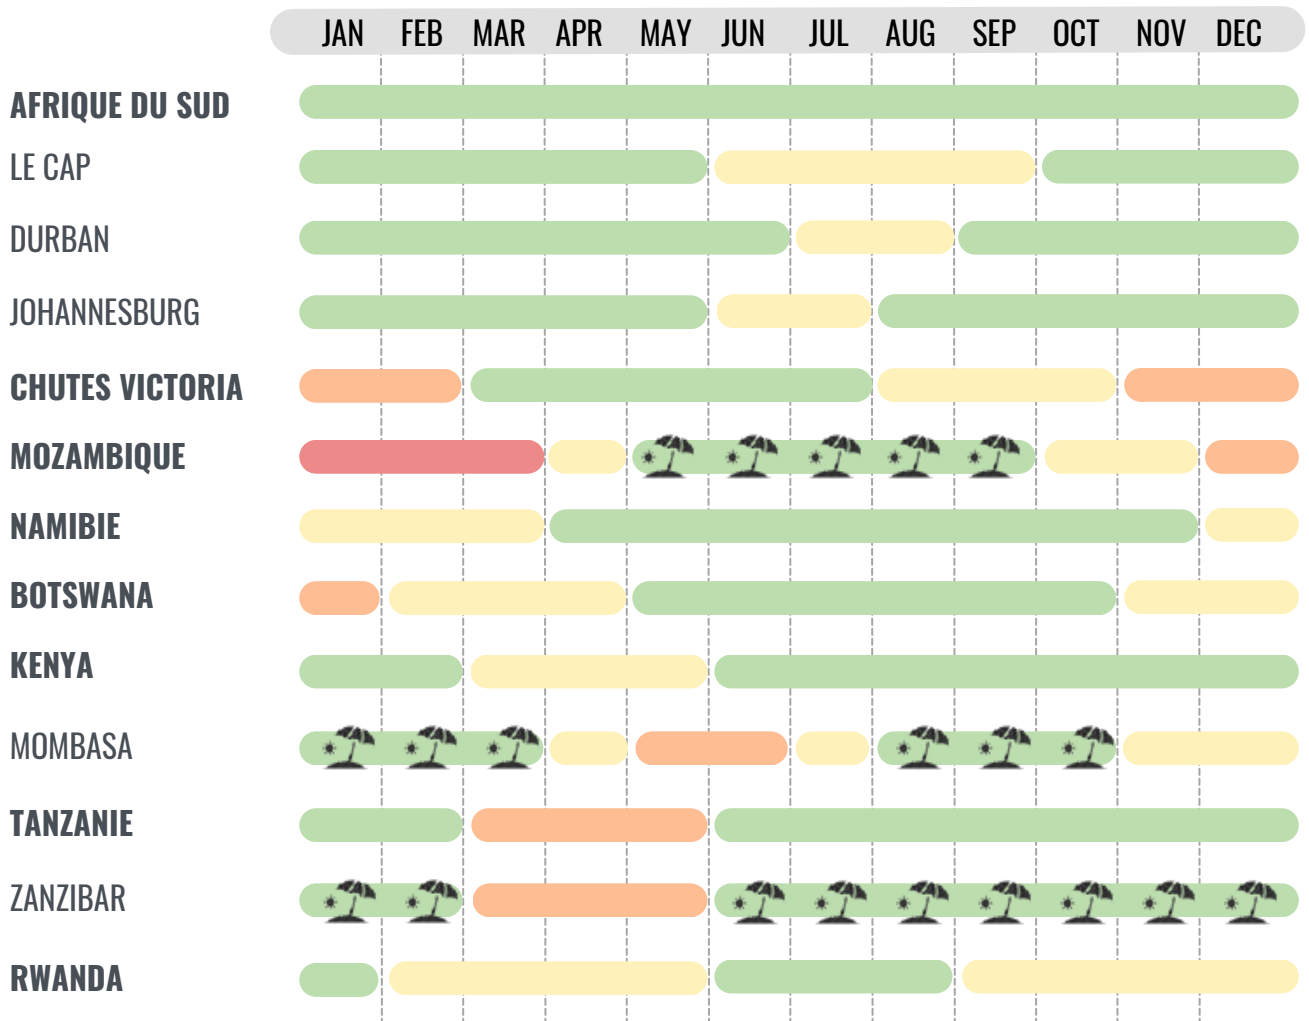 JAN FEB MAR APR MAY JUN JUL AUG SEP OCT NOV DEC
AFRIQUE DU SUD
LE CAP
DURBAN
JOHANNESBURG
CHUTES VICTORIA
MOZAMBIQUE
NAMIBIE
BOTSWANA
KENYA
MOMBASA
TANZANIE
ZANZIBAR
RWANDA